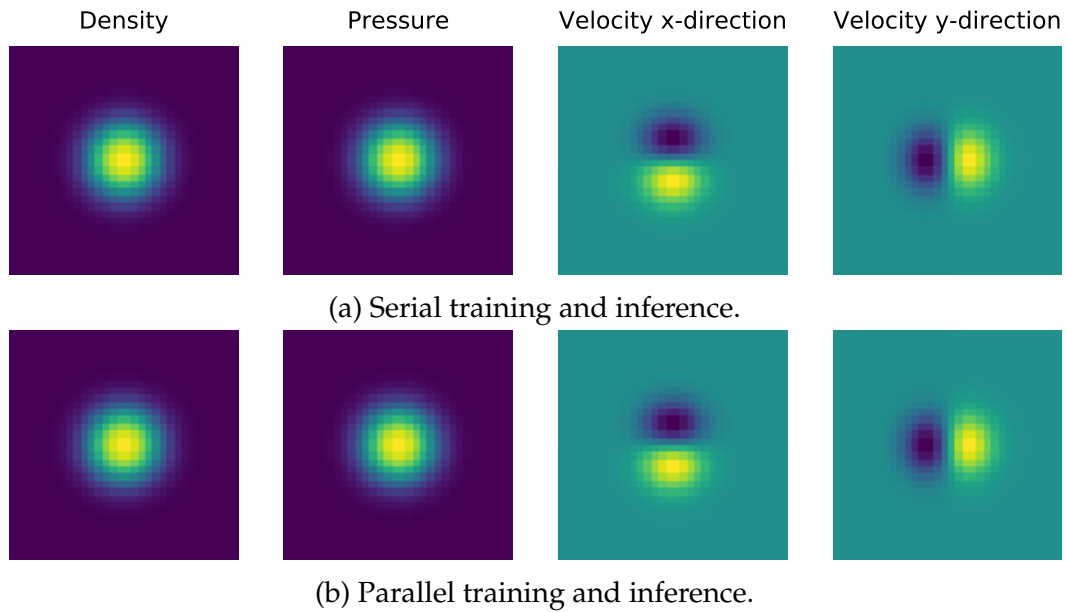 Density Pressure Velocity x-direction Velocity y-direction
(a) Serial training and inference.
(b) Parallel training and inference.